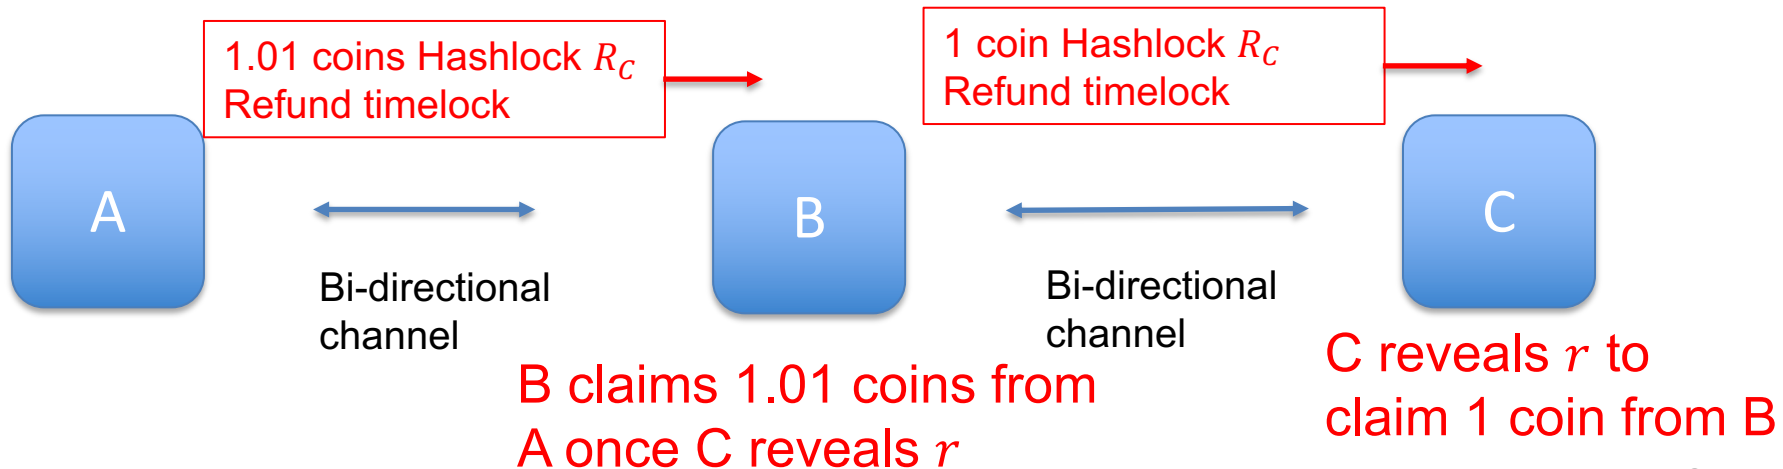 1.01 coins Hashlock R_C
Refund timelock
1 coin Hashlock R_C
Refund timelock
A
B
C
Bi-directional
channel
Bi-directional
channel
B claims 1.01 coins from
A once C reveals r
C reveals r to
claim 1 coin from B